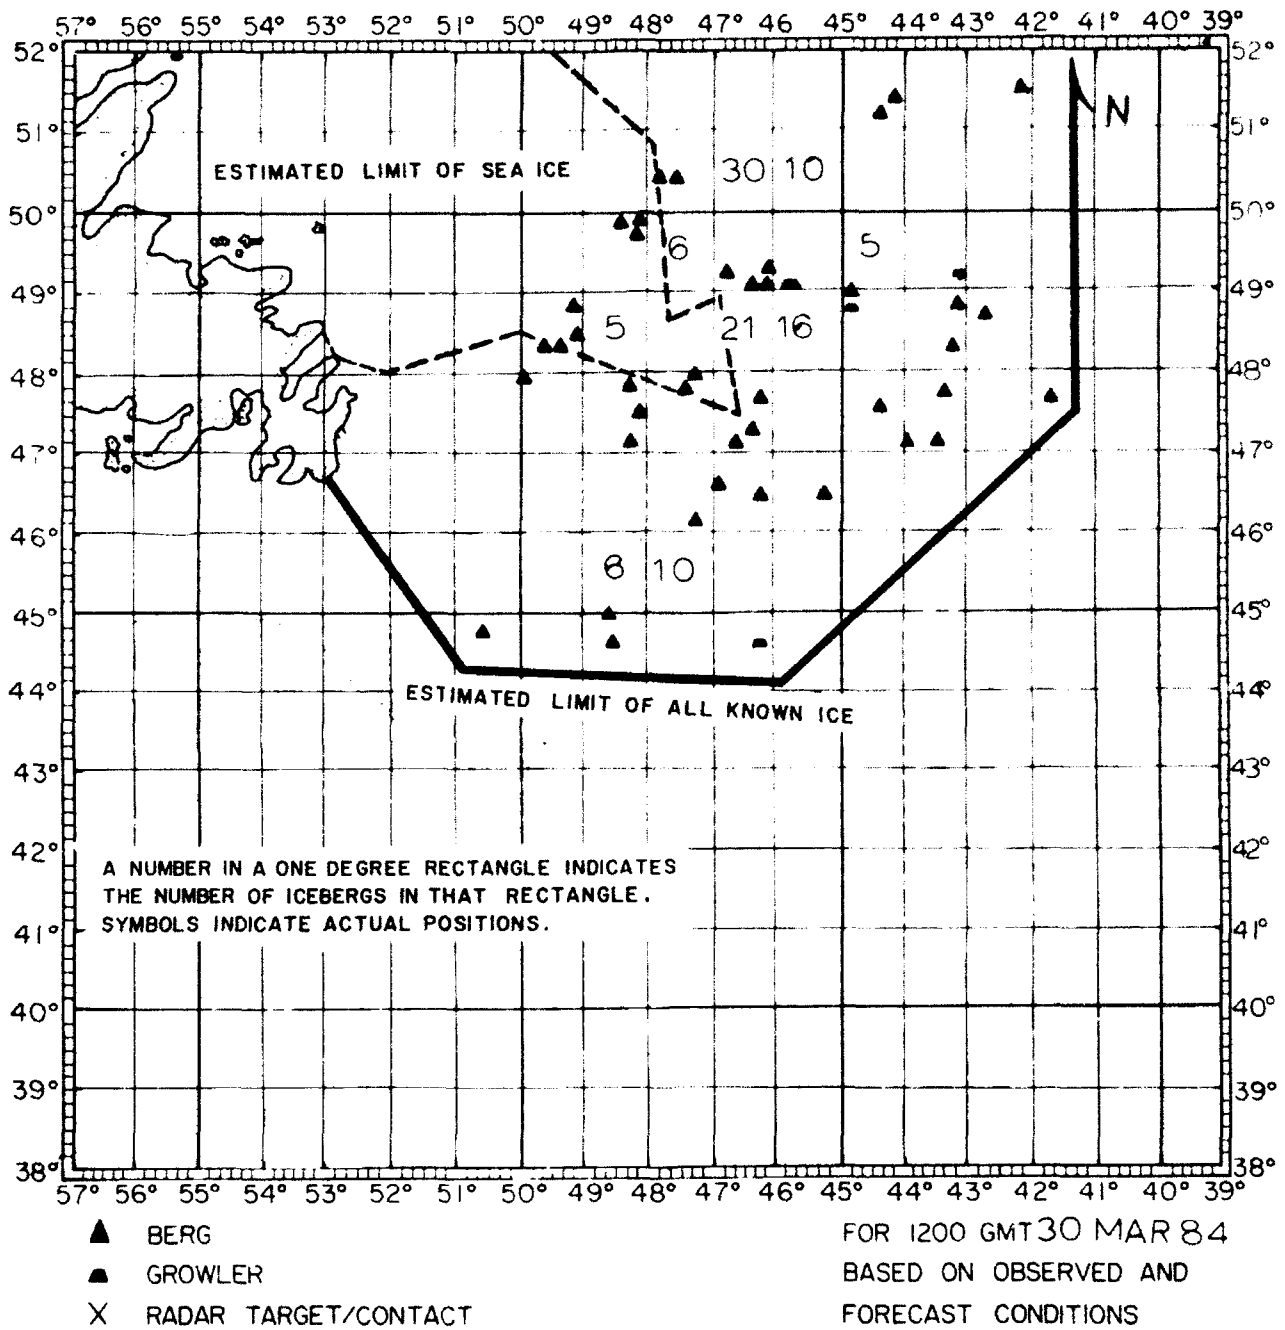 57° 56° 55° 54° 53° 52° 51° 50° 49° 48° 47° 46° 45° 44° 43° 42° 41° 40° 39°
52° 52°
N
51° 51°
ESTIMATED LIMIT OF SEA ICE 30 10
50° 50°
6 5
49° 49°
5 21 16
48° 48°
47° 47°
46° 46°
8 10
45° 45°
44° 44°
ESTIMATED LIMIT OF ALL KNOWN ICE
43° 43°
42° 42°
A NUMBER IN A ONE DEGREE RECTANGLE INDICATES
THE NUMBER OF ICEBERGS IN THAT RECTANGLE.
SYMBOLS INDICATE ACTUAL POSITIONS.
41° 41°
40° 40°
39° 39°
38° 38°
57° 56° 55° 54° 53° 52° 51° 50° 49° 48° 47° 46° 45° 44° 43° 42° 41° 40° 39°
BERG
GROWLER
RADAR TARGET/CONTACT
FOR 1200 GMT 30 MAR 84
BASED ON OBSERVED AND
FORECAST CONDITIONS